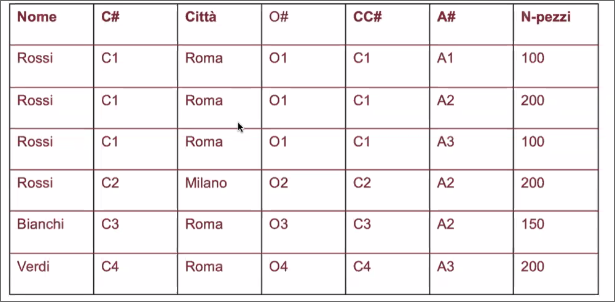 Nome C# Città O# CC# A# N-pezzi
Rossi C1 Roma O1 C1 A1 100
Rossi C1 Roma O1 C1 A2 200
Rossi C1 Roma O1 C1 A3 100
Rossi C2 Milano O2 C2 A2 200
Bianchi C3 Roma O3 C3 A2 150
Verdi C4 Roma O4 C4 A3 200